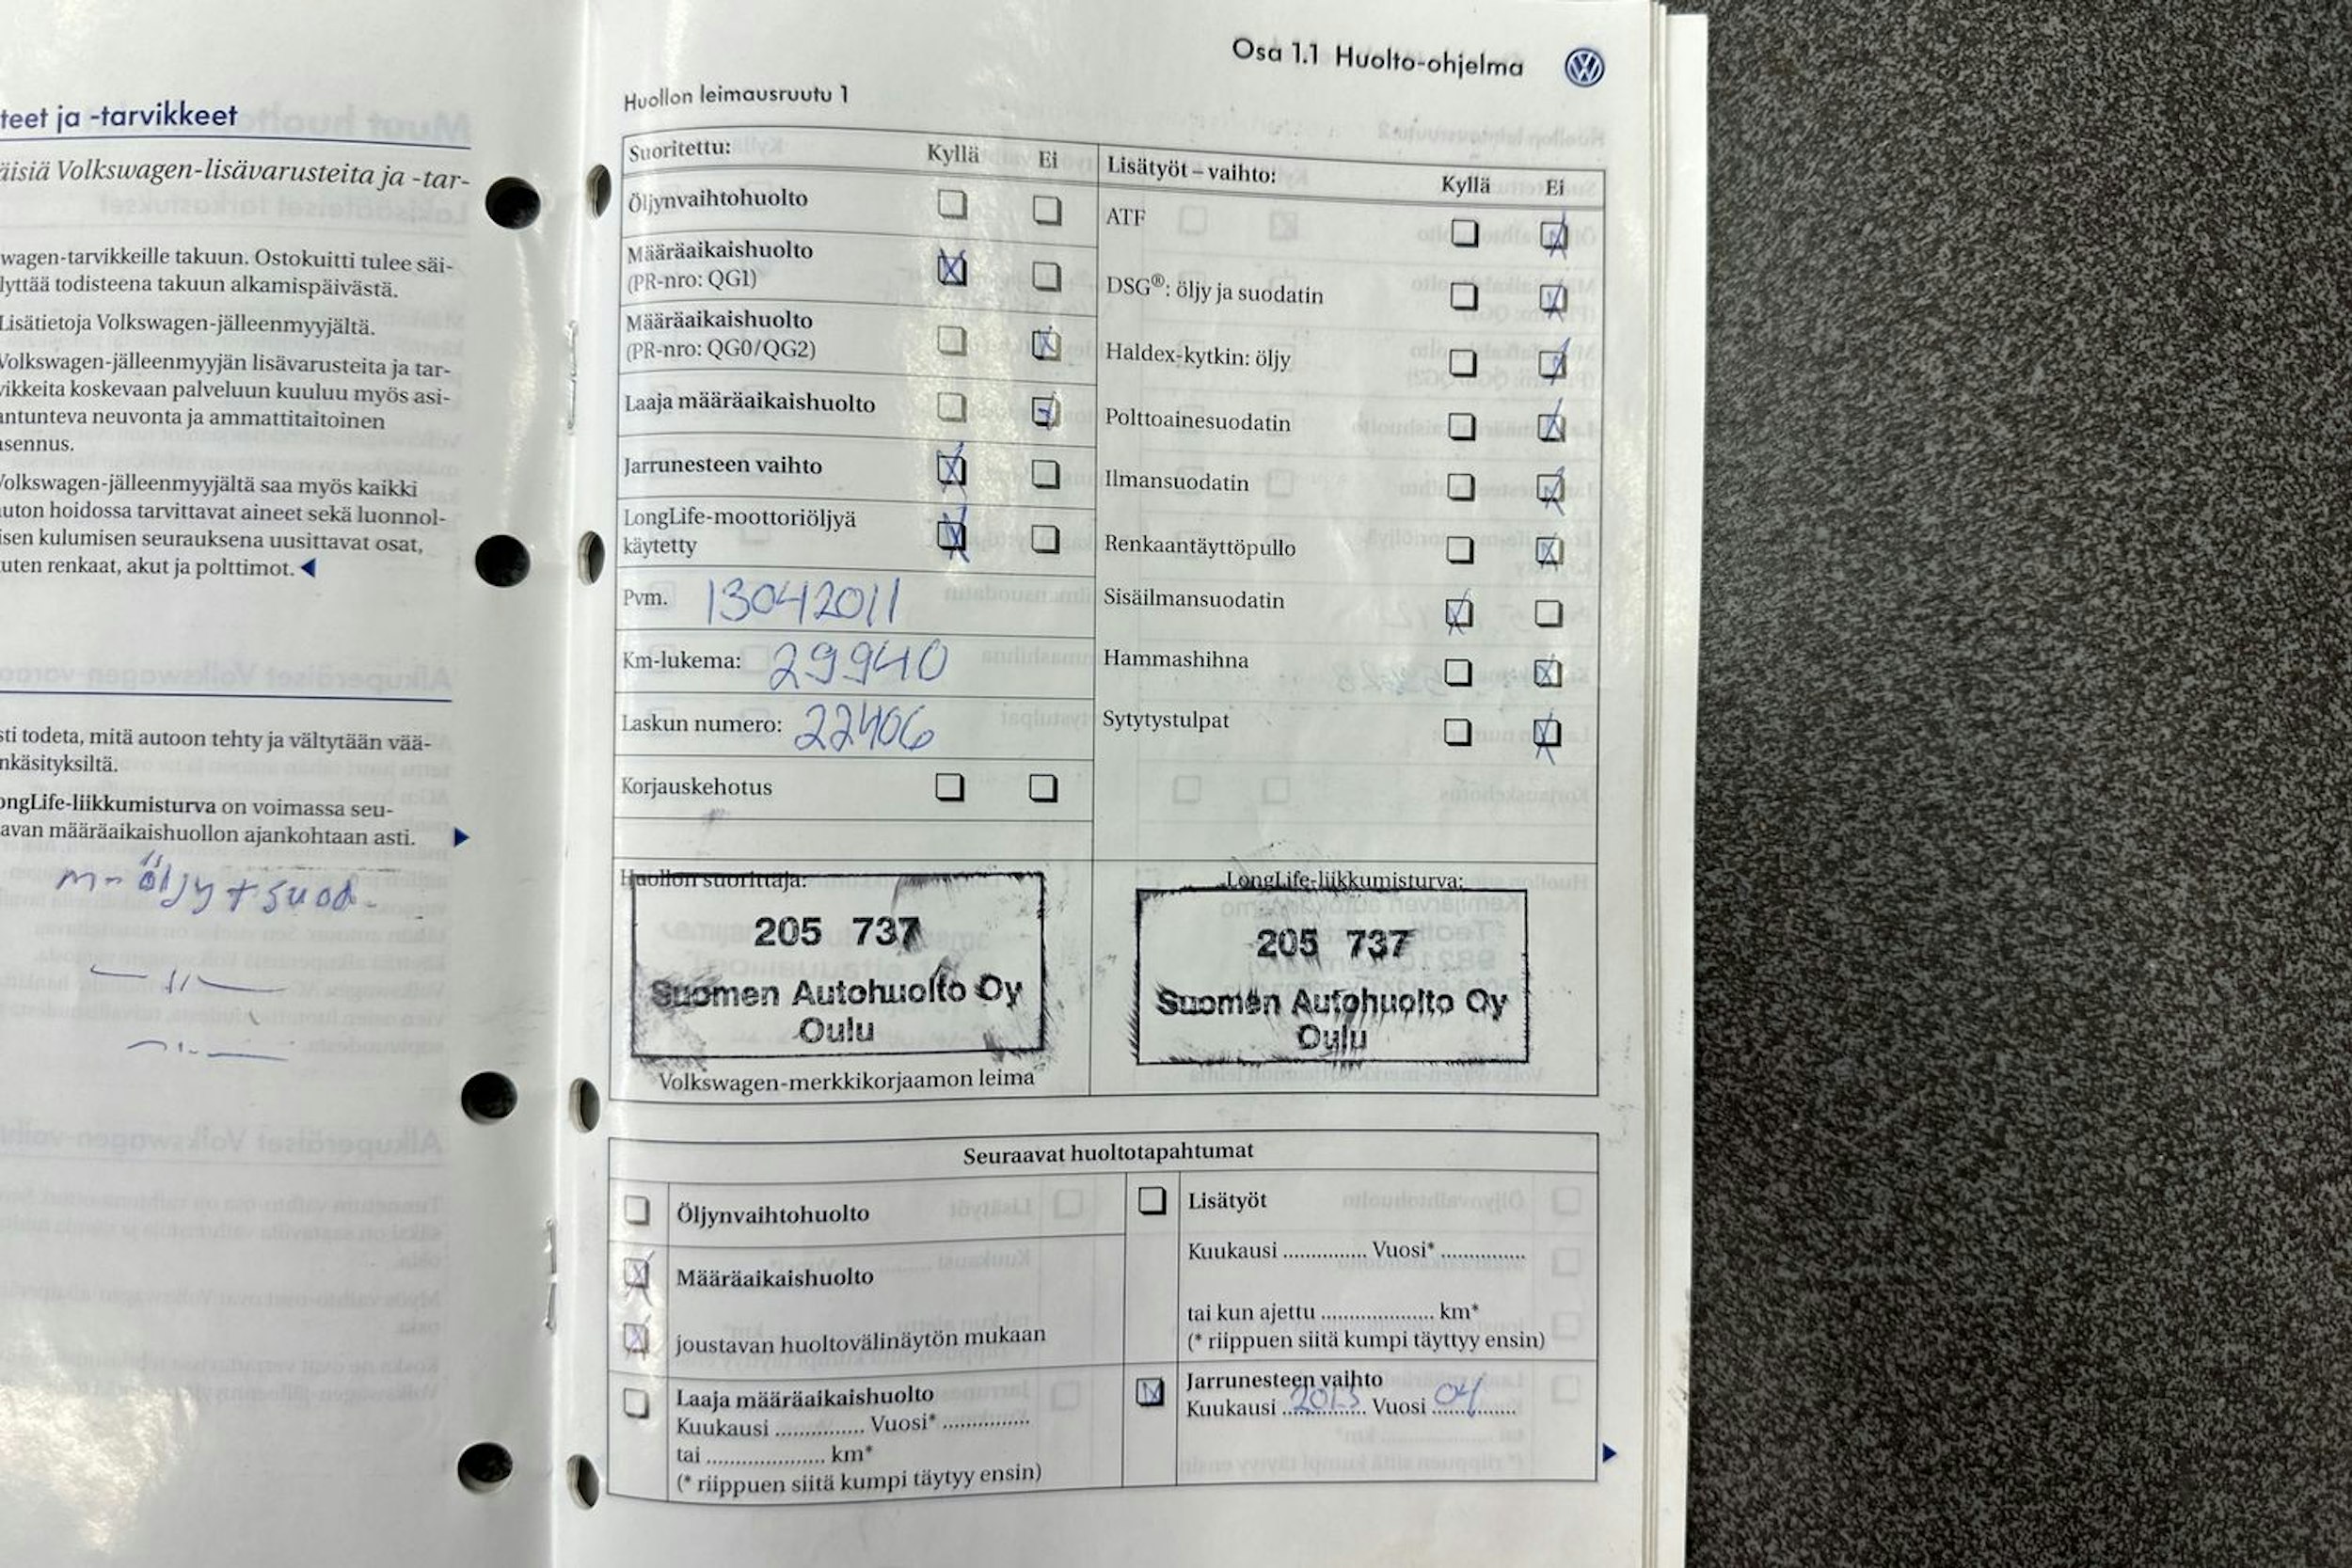 teet ja -tarvikkeet
äisiä Volkswagen-lisävarusteita ja -tar-
wagen-tarvikkeille takuun. Ostokuitti tulee säi-
lyttää todisteena takuun alkamispäivästä.
Lisätietoja Volkswagen-jälleenmyyjältä.
Volkswagen-jälleenmyyjän lisävarusteita ja tar-
vikkeita koskevaan palveluun kuuluu myös asi-
antunteva neuvonta ja ammattitaitoinen
asennus.
Volkswagen-jälleenmyyjältä saa myös kaikki
auton hoidossa tarvittavat aineet sekä luonnol-
isen kulumisen seurauksena uusittavat osat,
uten renkaat, akut ja polttimot.
sti todeta, mitä autoon tehty ja vältytään vää-
nkäsityksiltä.
ongLife-liikkumisturva on voimassa seu-
avan määräaikaishuollon ajankohtaan asti.
m-öljy + suod.
Osa 1.1 Huolto-ohjelma
Huollon leimausruutu 1
Suoritettu: Kyllä Ei
Öljynvaihtohuolto
Määräaikaishuolto
(PR-nro: QG1)
Määräaikaishuolto
(PR-nro: QG0/QG2)
Laaja määräaikaishuolto
Jarrunesteen vaihto
LongLife-moottoriöljyä
käytetty
Pvm. 13042011
Km-lukema: 29940
Laskun numero: 22406
Korjauskehotus
Lisätyöt – vaihto: Kyllä Ei
ATF
DSG®: öljy ja suodatin
Haldex-kytkin: öljy
Polttoainesuodatin
Ilmansuodatin
Renkaantäyttöpullo
Sisäilmansuodatin
Hammashihna
Sytytystulpat
Huollon suorittaja:
205 737
Suomen Autohuolto Oy
Oulu
Volkswagen-merkkikorjaamon leima
LongLife-liikkumisturva:
205 737
Suomen Autohuolto Oy
Oulu
Seuraavat huoltotapahtumat
Öljynvaihtohuolto
Määräaikaishuolto
joustavan huoltovälinäytön mukaan
Laaja määräaikaishuolto
Kuukausi ............... Vuosi* ...............
tai ..................... km*
(* riippuen siitä kumpi täytyy ensin)
Lisätyöt
Kuukausi ............... Vuosi* ...............
tai kun ajettu .................... km*
(* riippuen siitä kumpi täyttyy ensin)
Jarrunesteen vaihto
Kuukausi 2013 Vuosi 04